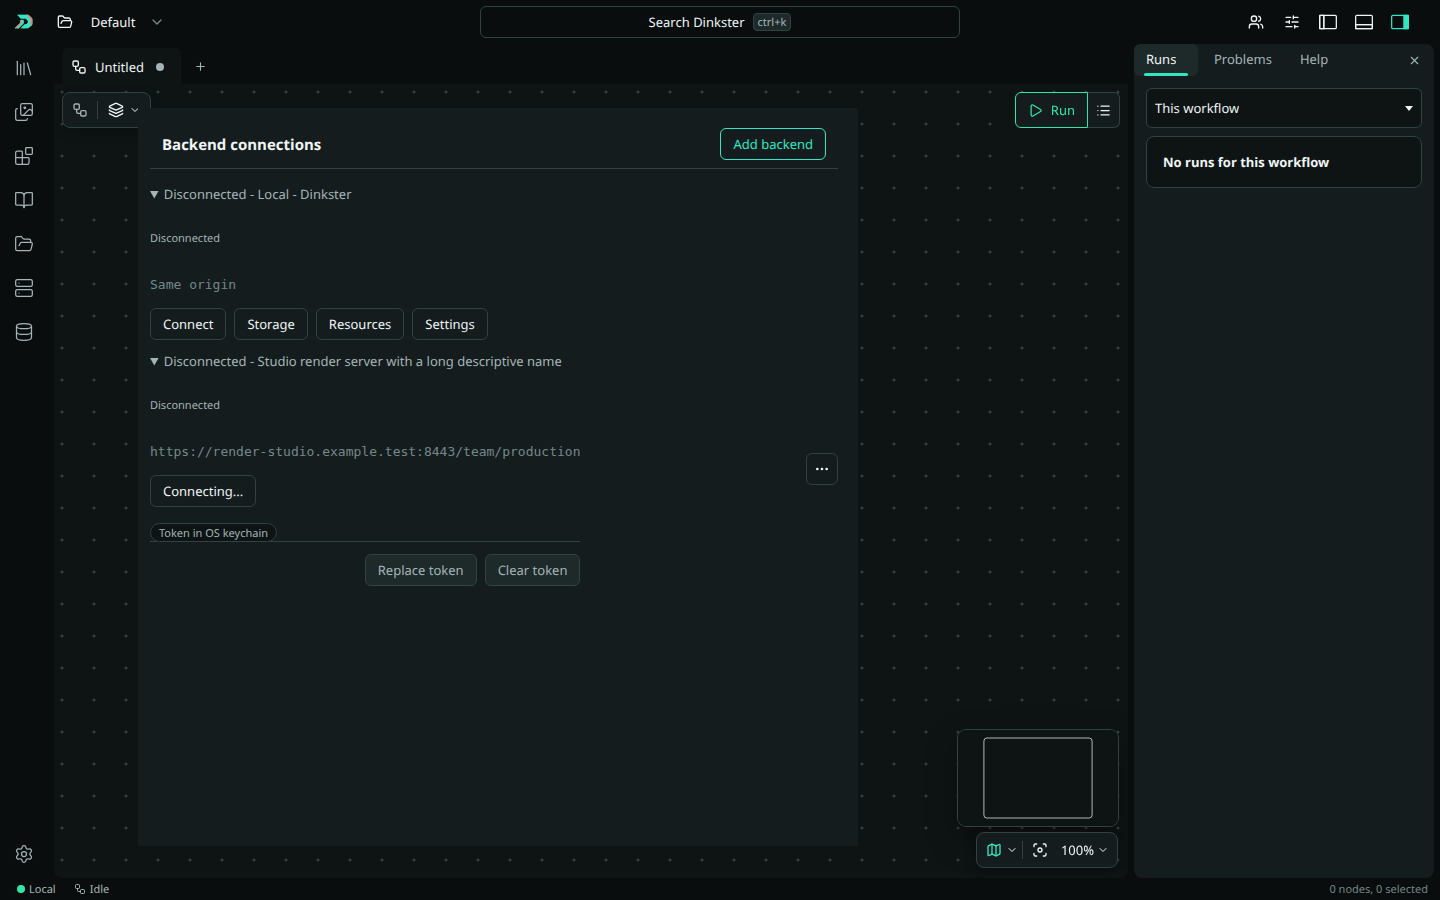 Default
Search Dinkster ctrl+k
Untitled
Runs Problems Help
Run
This workflow
No runs for this workflow
Backend connections
Add backend
Disconnected - Local - Dinkster
Disconnected
Same origin
Connect Storage Resources Settings
Disconnected - Studio render server with a long descriptive name
Disconnected
https://render-studio.example.test:8443/team/production
Connecting...
Token in OS keychain
Replace token Clear token
100%
Local Idle
0 nodes, 0 selected